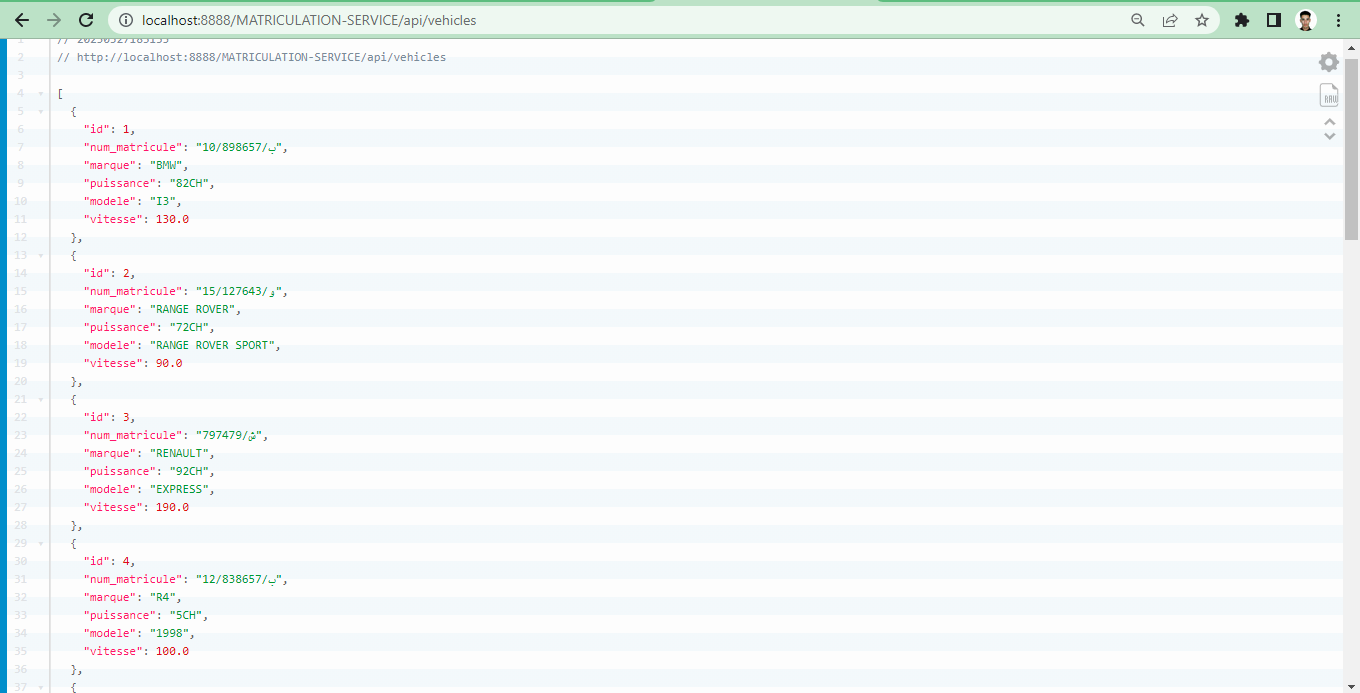 localhost:8888/MATRICULATION-SERVICE/api/vehicles
1
2 // http://localhost:8888/MATRICULATION-SERVICE/api/vehicles
3
4 [
5 {
6 "id": 1,
7 "num_matricule": "10/898657/ب",
8 "marque": "BMW",
9 "puissance": "82CH",
10 "modele": "I3",
11 "vitesse": 130.0
12 },
13 {
14 "id": 2,
15 "num_matricule": "15/127643/و",
16 "marque": "RANGE ROVER",
17 "puissance": "72CH",
18 "modele": "RANGE ROVER SPORT",
19 "vitesse": 90.0
20 },
21 {
22 "id": 3,
23 "num_matricule": "797479/ش",
24 "marque": "RENAULT",
25 "puissance": "92CH",
26 "modele": "EXPRESS",
27 "vitesse": 190.0
28 },
29 {
30 "id": 4,
31 "num_matricule": "12/838657/ب",
32 "marque": "R4",
33 "puissance": "5CH",
34 "modele": "1998",
35 "vitesse": 100.0
36 },
37 {
RAW